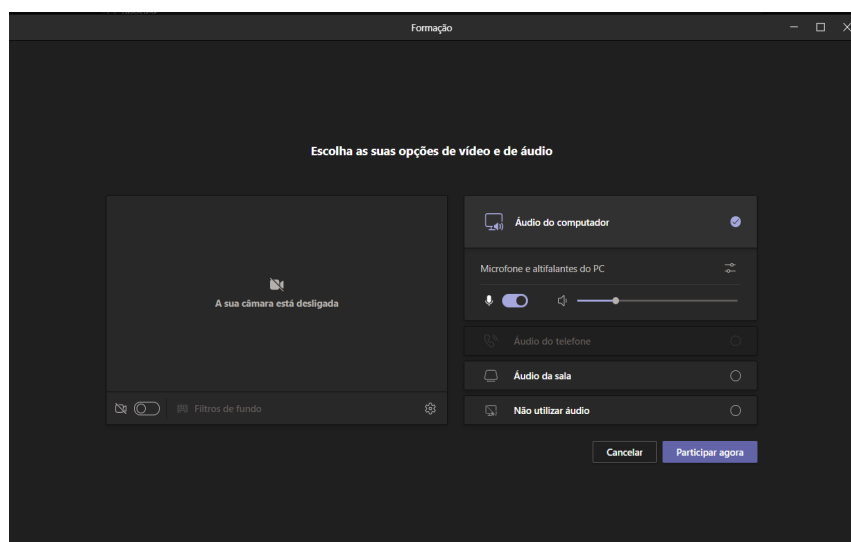 Formação
Escolha as suas opções de vídeo e de áudio
Áudio do computador
Microfone e altifalantes do PC
A sua câmara está desligada
Áudio do telefone
Áudio da sala
Filtros de fundo
Não utilizar áudio
Cancelar
Participar agora